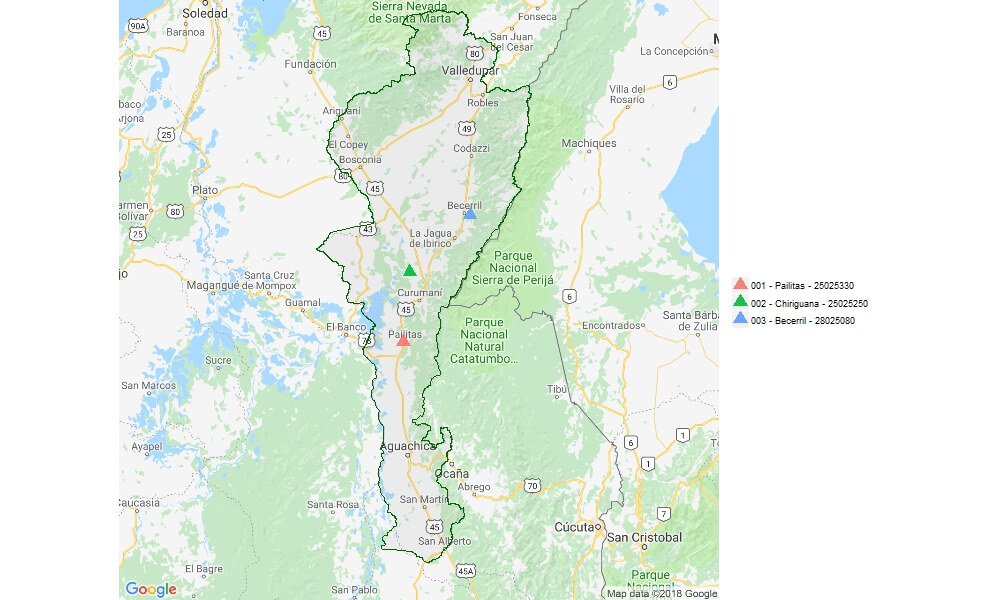 Sierra Nevada
de Santa Marta
Soledad
Fonseca
90A
Baranoa
45
San Juan
del Cesar
80
La Concepción
Fundación
Valledupar
6
Villa del
Rosario
Robles
baco
arjona
Ariguaní
25
49
El Copey
Codazzi
Machiques
Bosconia
80
45
Plato
armen
Bolívar
80
Becerril
25
43
La Jagua
de Ibirico
Parque
Nacional
Sierra de Perijá
Santa Cruz
de Mompox
Magangué
Curumaní
6
001 - Pailitas - 25025330
002 - Chiriguana - 25025250
003 - Becerril - 28025080
Guamal
45
Santa Bárba
de Zulia
El Banco
78
Pailitas
Parque
Nacional
Natural
Catatumbo...
Encontrados
Sucre
San Marcos
Tibú
Ayapel
Aguachica
6
1
1
Ocaña
Abrego
70
Caucasia
Santa Rosa
San Martín
7
45
Cúcuta
San Cristobal
San Alberto
El Bagre
45A
Parque
Nacional
San Pablo
Google
Map data ©2018 Google